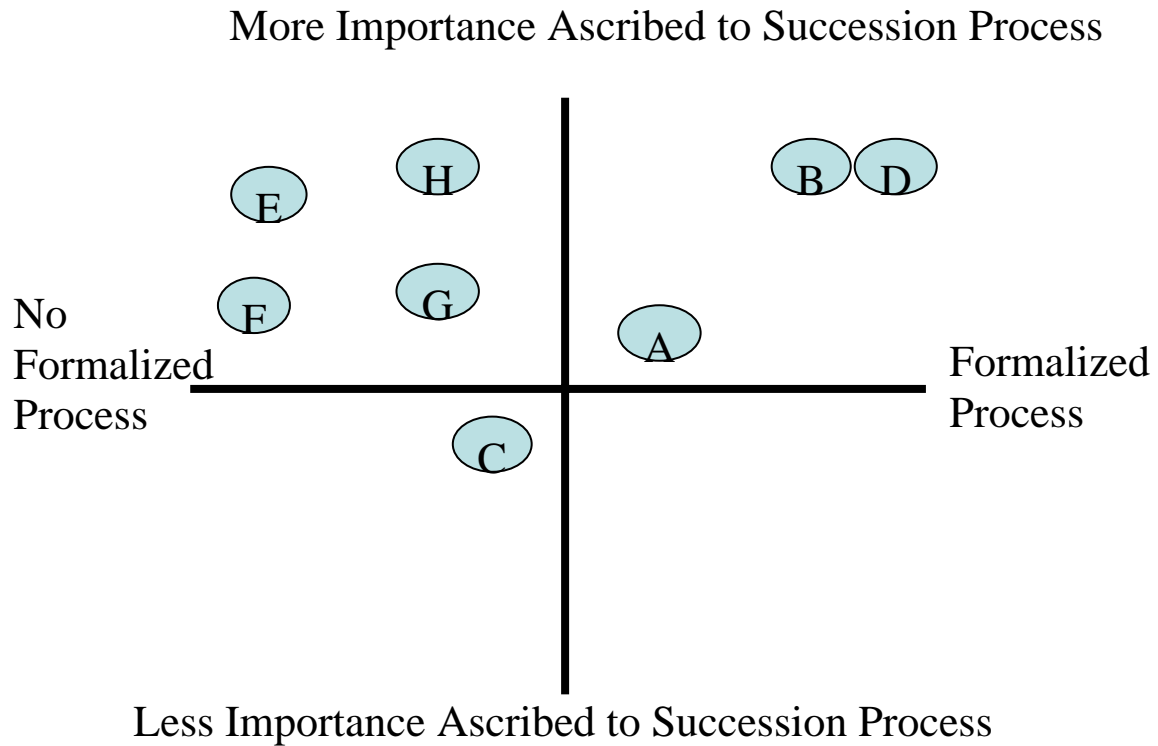 More Importance Ascribed to Succession Process
H
B
D
E
G
F
No
Formalized
Process
A
Formalized
Process
C
Less Importance Ascribed to Succession Process